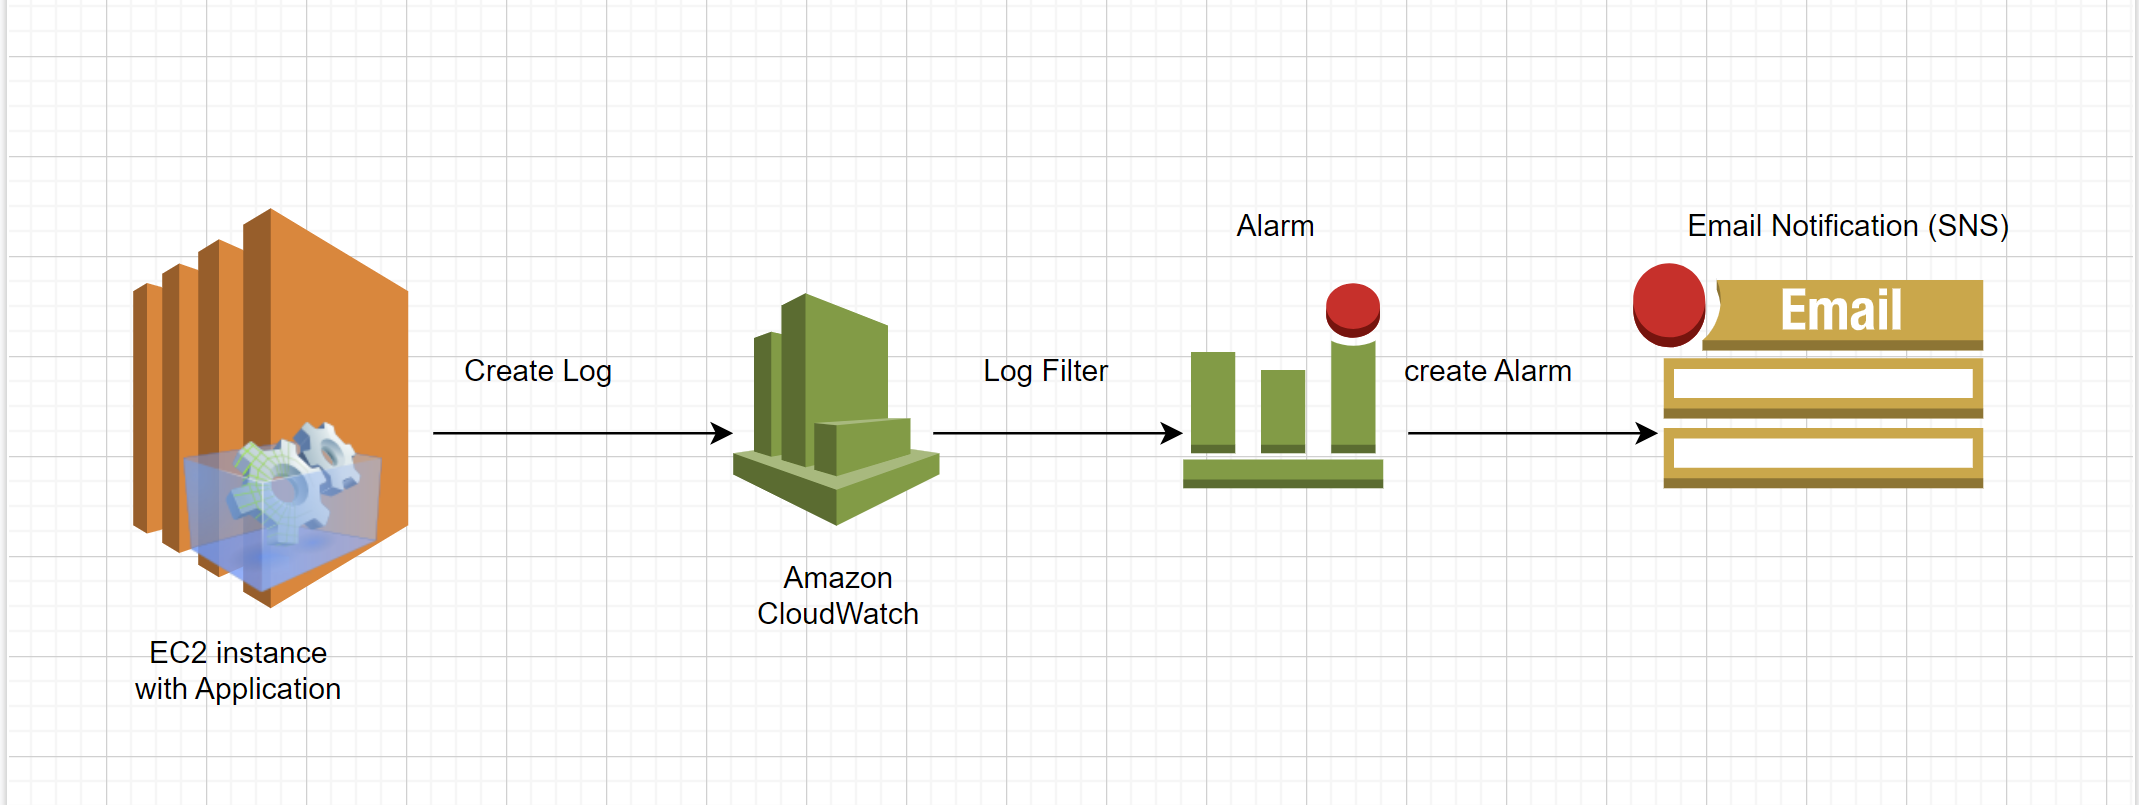 Alarm
Email Notification (SNS)
Email
Create Log
Log Filter
create Alarm
Amazon
CloudWatch
EC2 instance
with Application